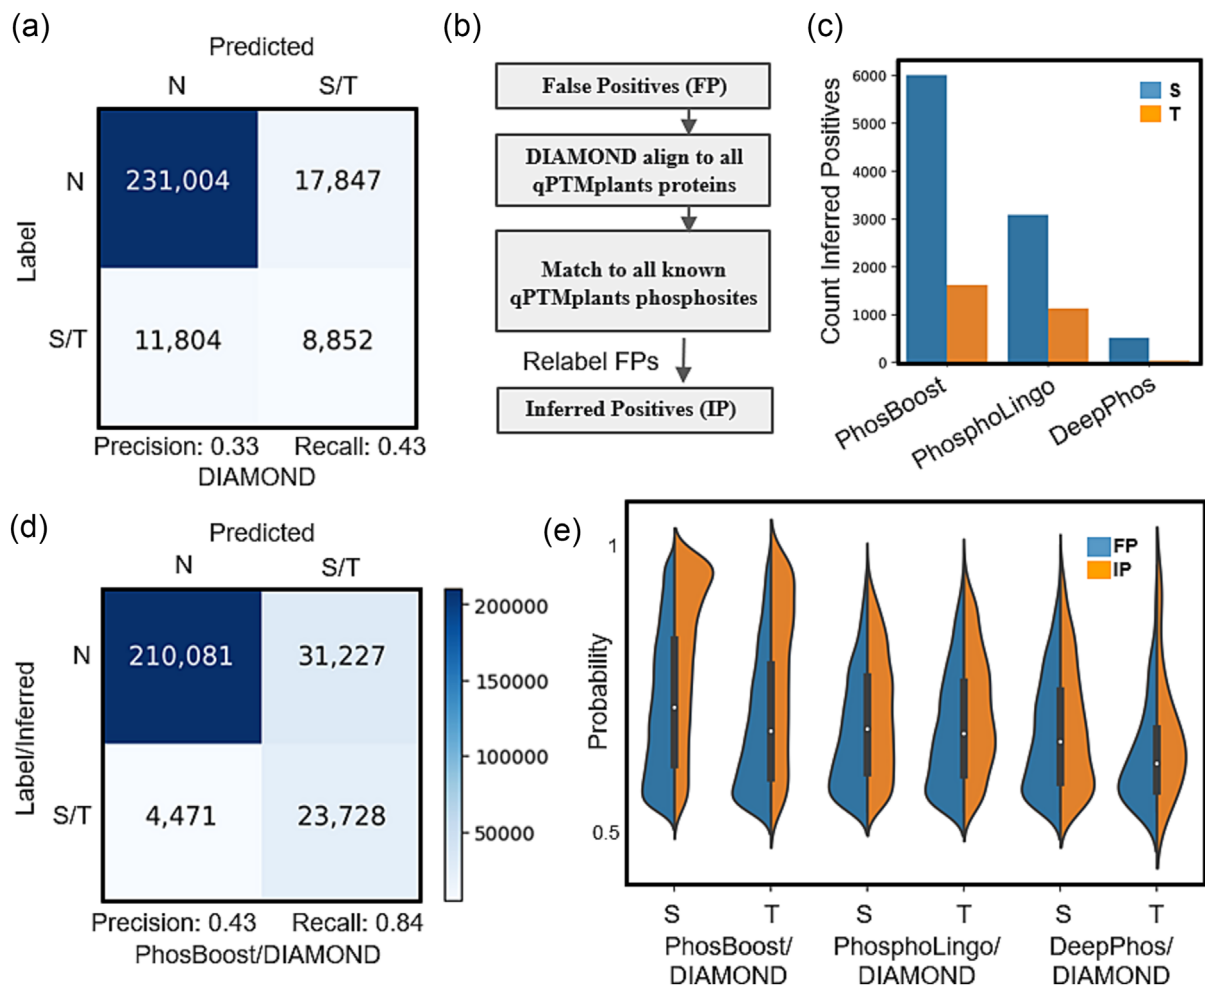 (a)
Predicted
N S/T
Label
N 231,004 17,847
S/T 11,804 8,852
Precision: 0.33 Recall: 0.43
DIAMOND
(b)
False Positives (FP)
DIAMOND align to all
qPTMplants proteins
Match to all known
qPTMplants phosphosites
Relabel FPs
Inferred Positives (IP)
(c)
Count Inferred Positives
6000
5000
4000
3000
2000
1000
0
S
T
PhosBoost
PhosphoLingo
DeepPhos
(d)
Predicted
N S/T
Label/Inferred
N 210,081 31,227
S/T 4,471 23,728
Precision: 0.43 Recall: 0.84
PhosBoost/DIAMOND
200000
150000
100000
50000
(e)
Probability
1
0.5
FP
IP
S T S T S T
PhosBoost/ PhosphoLingo/ DeepPhos/
DIAMOND DIAMOND DIAMOND